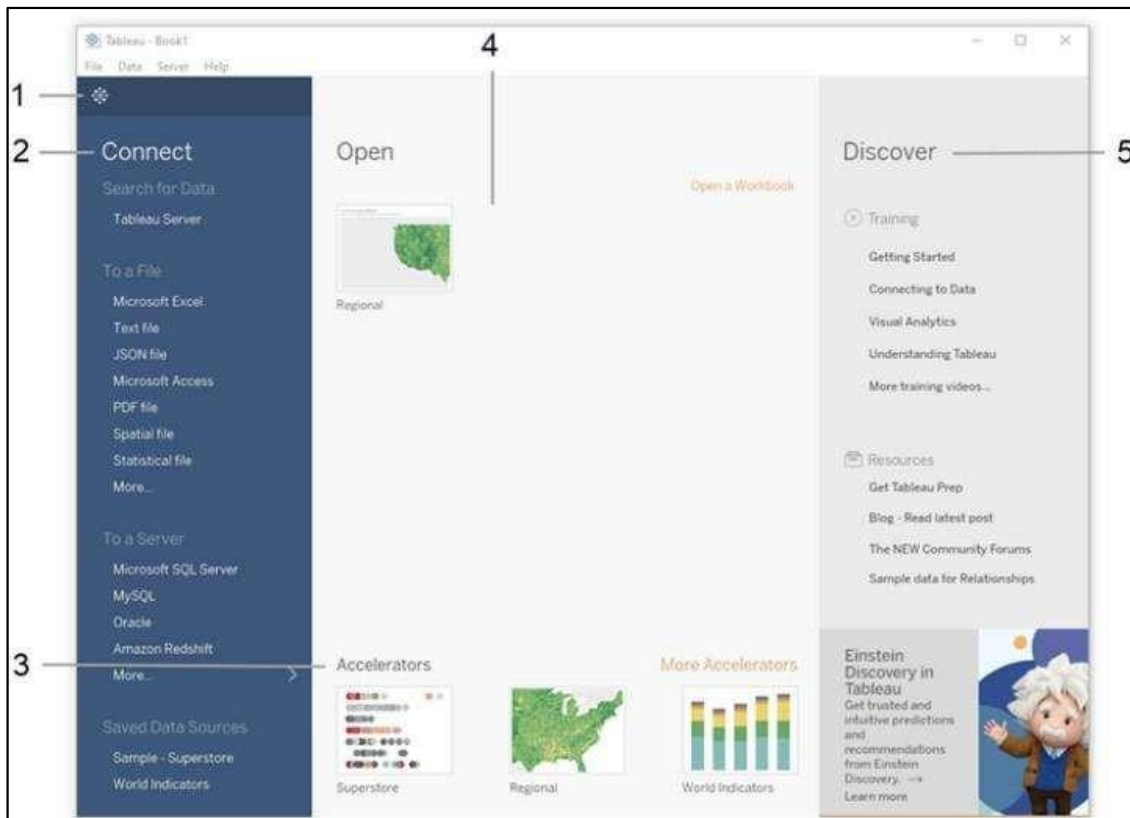 Tableau - Book1
File Data Server Help
4
1
2
Connect
Open
Discover
5
Search for Data
Open a Workbook
Tableau Server
Training
Getting Started
To a File
Connecting to Data
Microsoft Excel
Regional
Text file
Visual Analytics
JSON file
Understanding Tableau
Microsoft Access
More training videos...
PDF file
Spatial file
Statistical file
Resources
More...
Get Tableau Prep
Blog - Read latest post
To a Server
The NEW Community Forums
Microsoft SQL Server
Sample data for Relationships
MySQL
Oracle
Amazon Redshift
3
Accelerators
More Accelerators
More...
Einstein
Discovery in
Tableau
Get trusted and
intuitive predictions
and
recommendations
from Einstein
Discovery. →
Learn more
Saved Data Sources
Sample - Superstore
World Indicators
Superstore
Regional
World Indicators